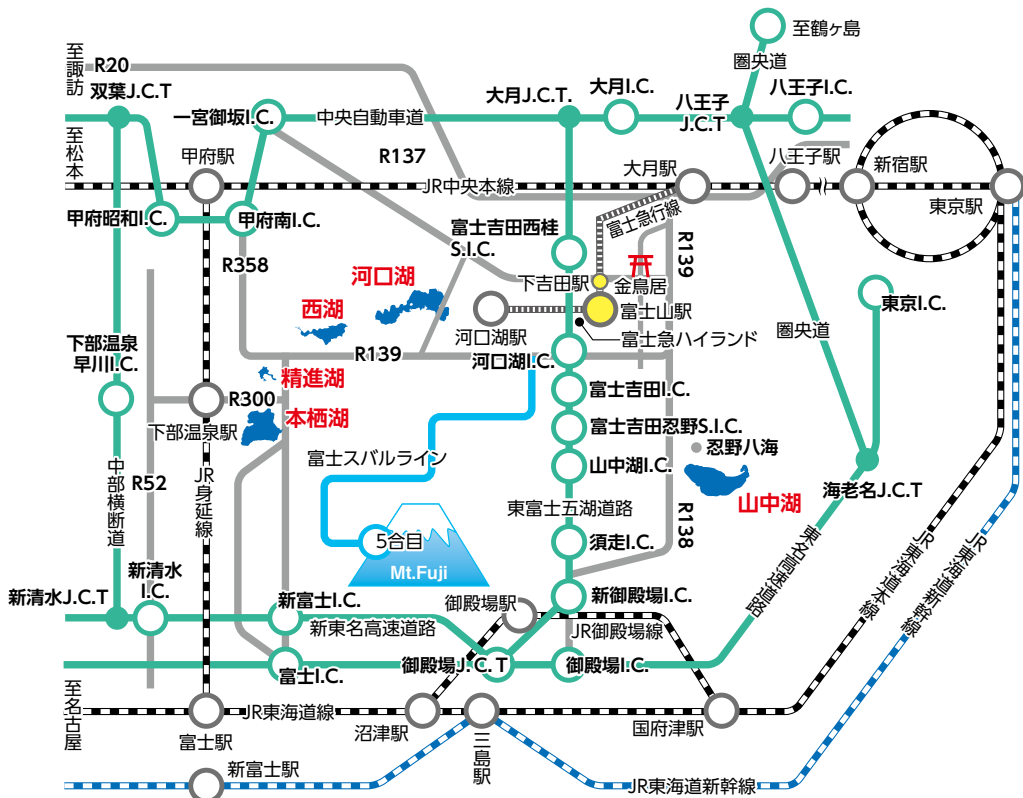 至鶴ヶ島
圏央道
至諏訪
R20
双葉J.C.T
一宮御坂I.C.
中央自動車道
大月J.C.T.
大月I.C.
八王子
J.C.T
八王子I.C.
至松本
甲府駅
R137
JR中央本線
大月駅
八王子駅
新宿駅
東京駅
甲府昭和I.C.
甲府南I.C.
富士吉田西桂
S.I.C.
富士急行線
R139
R358
河口湖
西湖
下吉田駅
金鳥居
富士山駅
東京I.C.
河口湖駅
富士急ハイランド
圏央道
下部温泉
早川I.C.
R139
河口湖I.C.
精進湖
富士吉田I.C.
R300
本栖湖
下部温泉駅
富士吉田忍野S.I.C.
忍野八海
富士スバルライン
山中湖I.C.
山中湖
海老名J.C.T
中部横断道
R52
JR身延線
東富士五湖道路
R138
5合目
須走I.C.
Mt.Fuji
東名高速道路
JR東海道本線
JR東海道新幹線
新清水
I.C.
新清水J.C.T
新富士I.C.
御殿場駅
新御殿場I.C.
新東名高速道路
JR御殿場線
富士I.C.
御殿場J.C.T
御殿場I.C.
至名古屋
JR東海道線
富士駅
沼津駅
三島駅
国府津駅
新富士駅
JR東海道新幹線